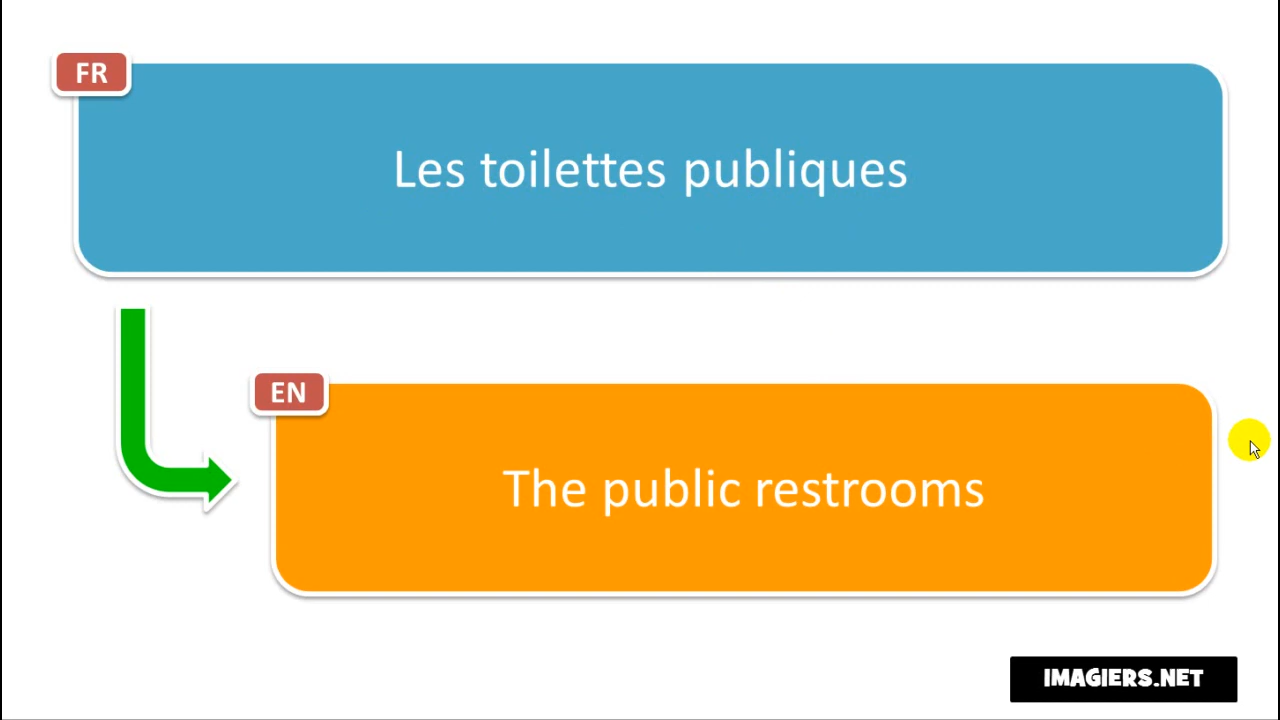 FR
Les toilettes publiques
EN
The public restrooms
IMAGIERS.NET